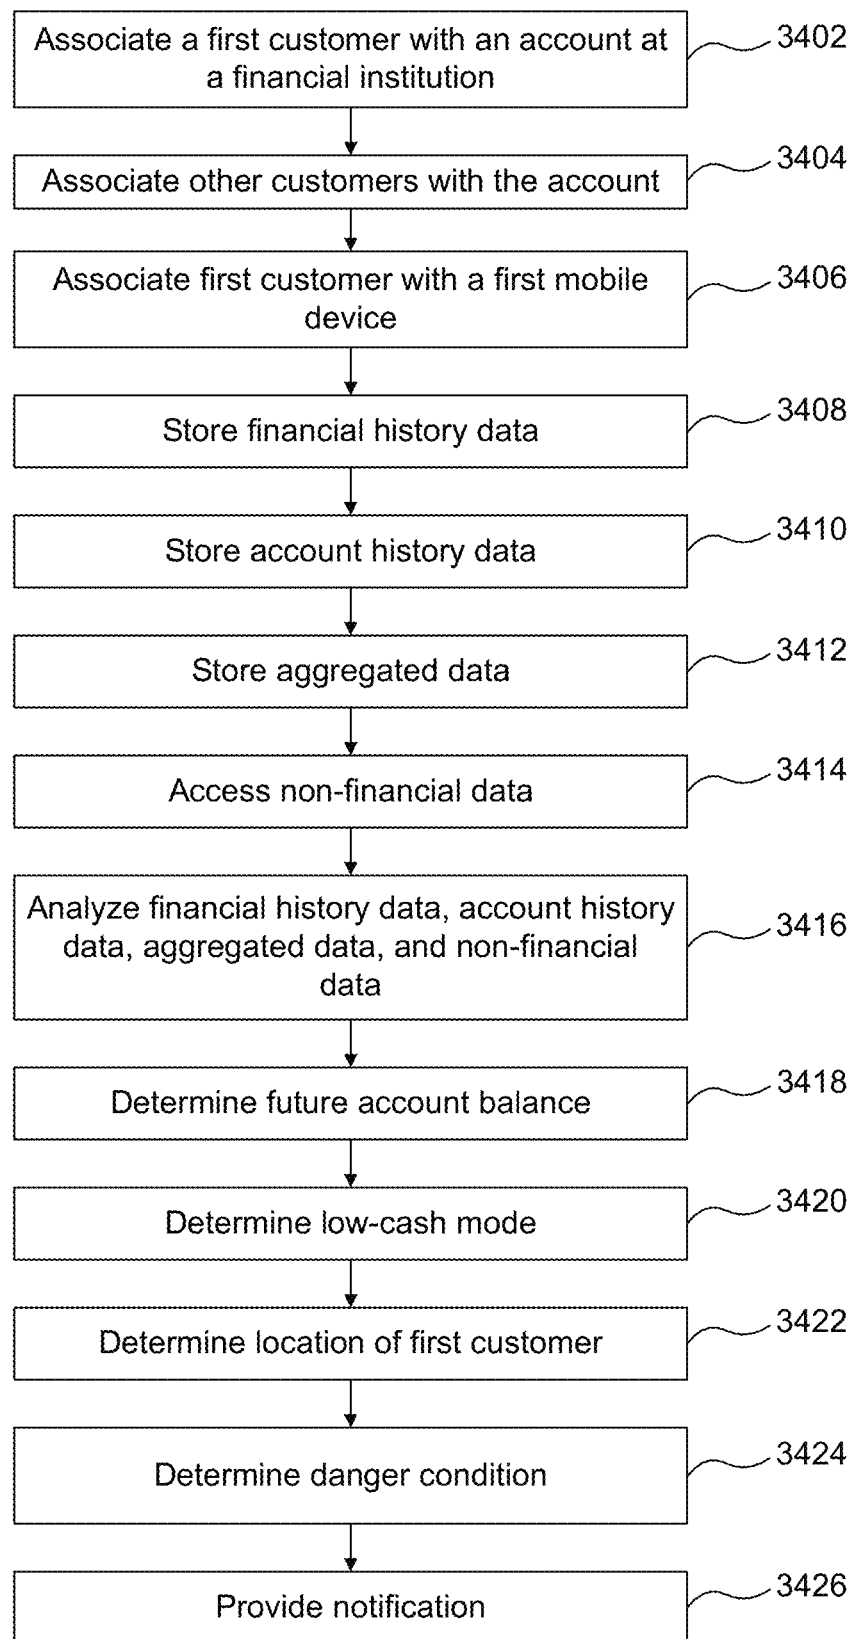 Associate a first customer with an account at
a financial institution
3402
Associate other customers with the account
3404
Associate first customer with a first mobile
device
3406
Store financial history data
3408
Store account history data
3410
Store aggregated data
3412
Access non-financial data
3414
Analyze financial history data, account history
data, aggregated data, and non-financial
data
3416
Determine future account balance
3418
Determine low-cash mode
3420
Determine location of first customer
3422
Determine danger condition
3424
Provide notification
3426